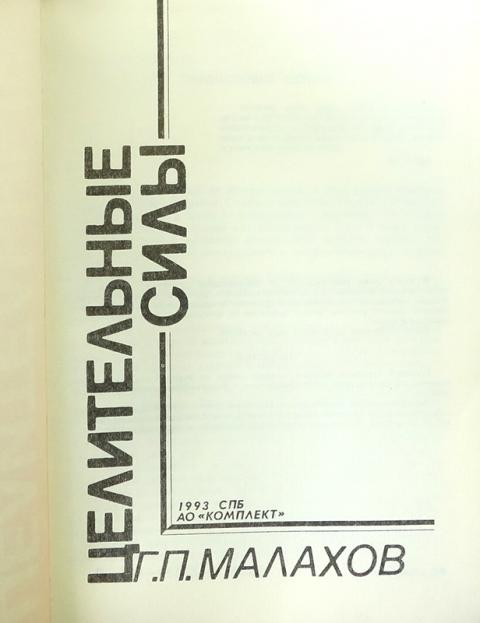 ЦЕЛИТЕЛЬНЫЕ
СИЛЫ
1993 СПБ
АО «КОМПЛЕКТ»
Г.П.МАЛАХОВ